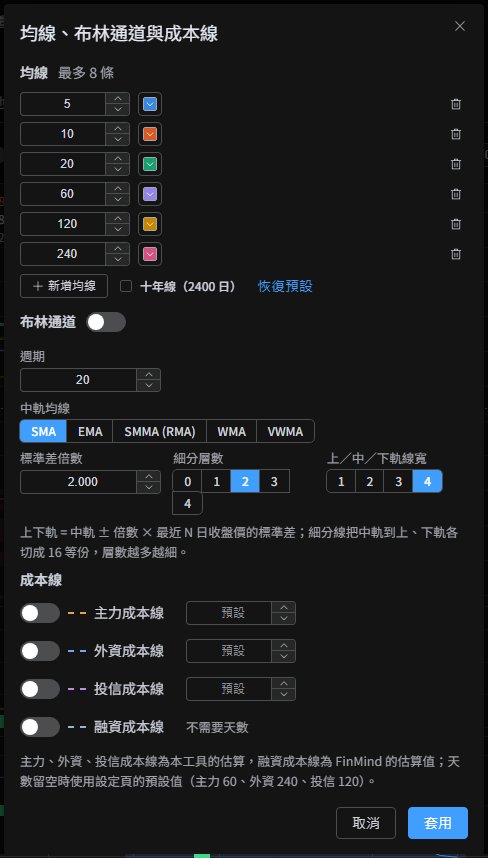 均線、布林通道與成本線
均線 最多 8 條
5
10
20
60
120
240
＋ 新增均線 十年線（2400 日） 恢復預設
布林通道
週期
20
中軌均線
SMA EMA SMMA (RMA) WMA VWMA
標準差倍數 細分層數 上／中／下軌線寬
2.000 0 1 2 3 1 2 3 4
4
上下軌 = 中軌 ± 倍數 × 最近 N 日收盤價的標準差；細分線把中軌到上、下軌各
切成 16 等份，層數越多越細。
成本線
主力成本線 預設
外資成本線 預設
投信成本線 預設
融資成本線 不需要天數
主力、外資、投信成本線為本工具的估算，融資成本線為 FinMind 的估算值；天
數留空時使用設定頁的預設值（主力 60、外資 240、投信 120）。
取消 套用